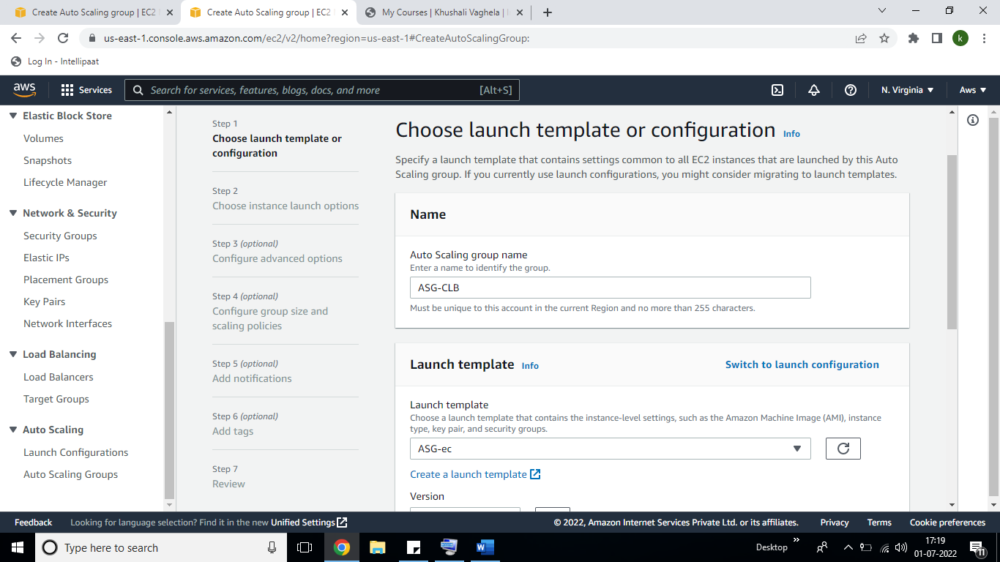 Create Auto Scaling group | EC2
Create Auto Scaling group | EC2
My Courses | Khushali Vaghela |
us-east-1.console.aws.amazon.com/ec2/v2/home?region=us-east-1#CreateAutoScalingGroup:
k
Log In - Intellipaat
aws
Services
Search for services, features, blogs, docs, and more
[Alt+S]
N. Virginia
Aws
Elastic Block Store
Volumes
Snapshots
Lifecycle Manager
Network & Security
Security Groups
Elastic IPs
Placement Groups
Key Pairs
Network Interfaces
Load Balancing
Load Balancers
Target Groups
Auto Scaling
Launch Configurations
Auto Scaling Groups
Step 1
Choose launch template or
configuration
Step 2
Choose instance launch options
Step 3 (optional)
Configure advanced options
Step 4 (optional)
Configure group size and
scaling policies
Step 5 (optional)
Add notifications
Step 6 (optional)
Add tags
Step 7
Review
Choose launch template or configuration Info
Specify a launch template that contains settings common to all EC2 instances that are launched by this Auto
Scaling group. If you currently use launch configurations, you might consider migrating to launch templates.
Name
Auto Scaling group name
Enter a name to identify the group.
ASG-CLB
Must be unique to this account in the current Region and no more than 255 characters.
Launch template Info
Switch to launch configuration
Launch template
Choose a launch template that contains the instance-level settings, such as the Amazon Machine Image (AMI), instance
type, key pair, and security groups.
ASG-ec
Create a launch template
Version
Feedback
Looking for language selection? Find it in the new Unified Settings
© 2022, Amazon Internet Services Private Ltd. or its affiliates.
Privacy
Terms
Cookie preferences
Type here to search
Desktop
17:19
01-07-2022
11